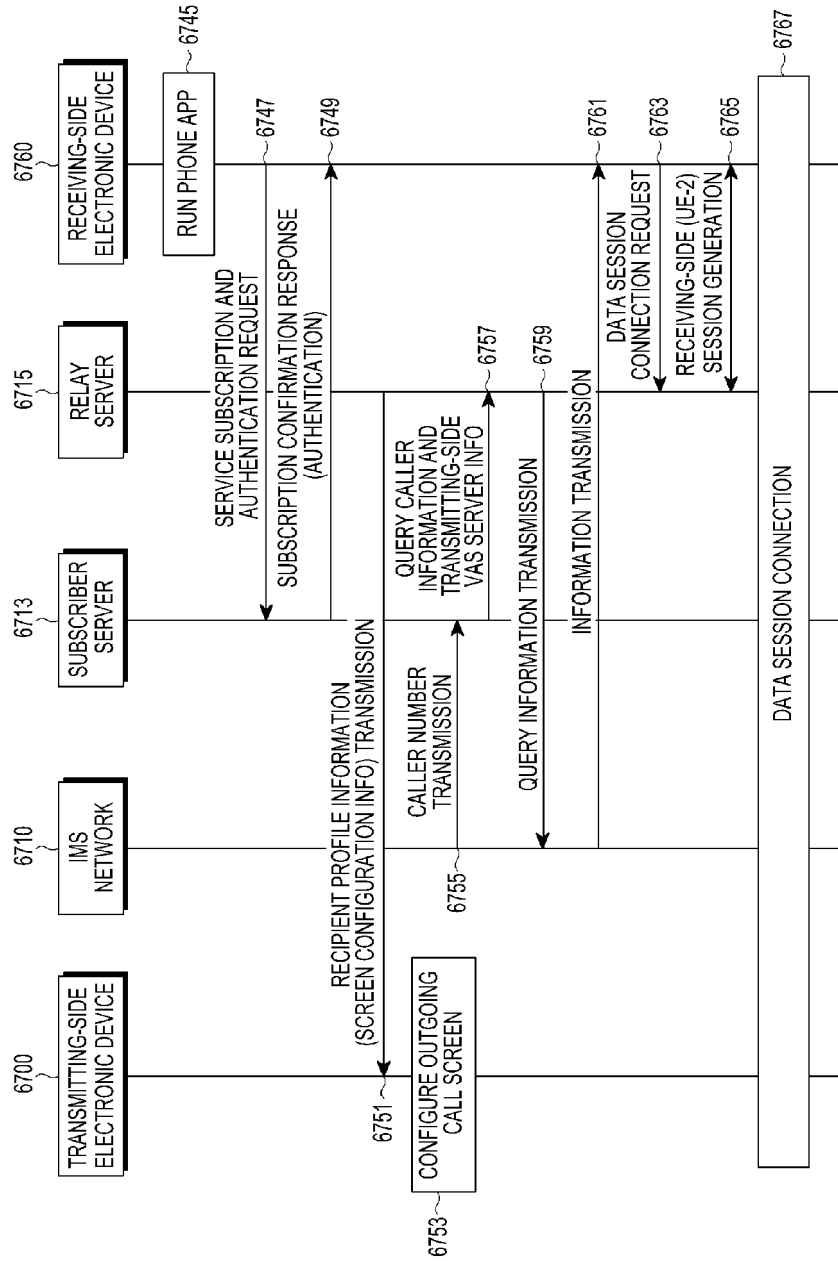 6700
TRANSMITTING-SIDE
ELECTRONIC DEVICE
6710
IMS
NETWORK
6713
SUBSCRIBER
SERVER
6715
RELAY
SERVER
6760
RECEIVING-SIDE
ELECTRONIC DEVICE
RUN PHONE APP
6745
SERVICE SUBSCRIPTION AND
AUTHENTICATION REQUEST
6747
SUBSCRIPTION CONFIRMATION RESPONSE
(AUTHENTICATION)
6749
RECIPIENT PROFILE INFORMATION
(SCREEN CONFIGURATION INFO) TRANSMISSION
6751
CONFIGURE OUTGOING
CALL SCREEN
6753
CALLER NUMBER
TRANSMISSION
6755
QUERY CALLER
INFORMATION AND
TRANSMITTING-SIDE
VAS SERVER INFO
6757
QUERY INFORMATION TRANSMISSION
6759
INFORMATION TRANSMISSION
6761
DATA SESSION
CONNECTION REQUEST
6763
RECEIVING-SIDE (UE-2)
SESSION GENERATION
6765
DATA SESSION CONNECTION
6767